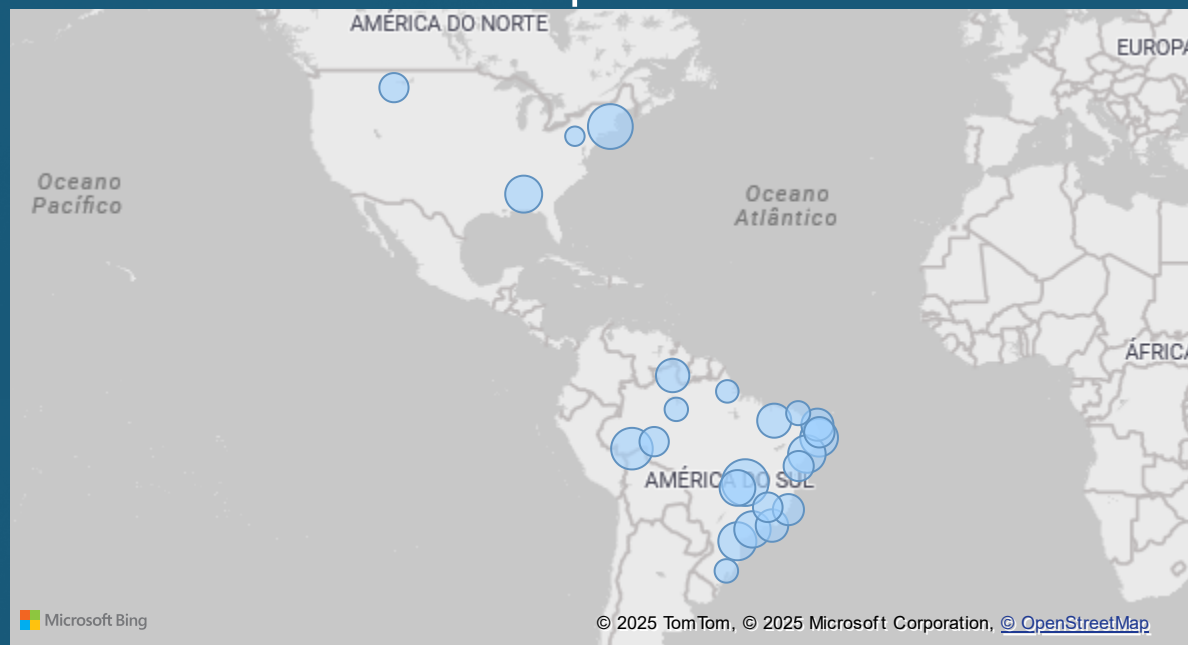 AMÉRICA DO NORTE
EUROPA
Oceano
Pacífico
Oceano
Atlântico
ÁFRICA
AMÉRICA DO SUL
Microsoft Bing
© 2025 TomTom, © 2025 Microsoft Corporation, © OpenStreetMap